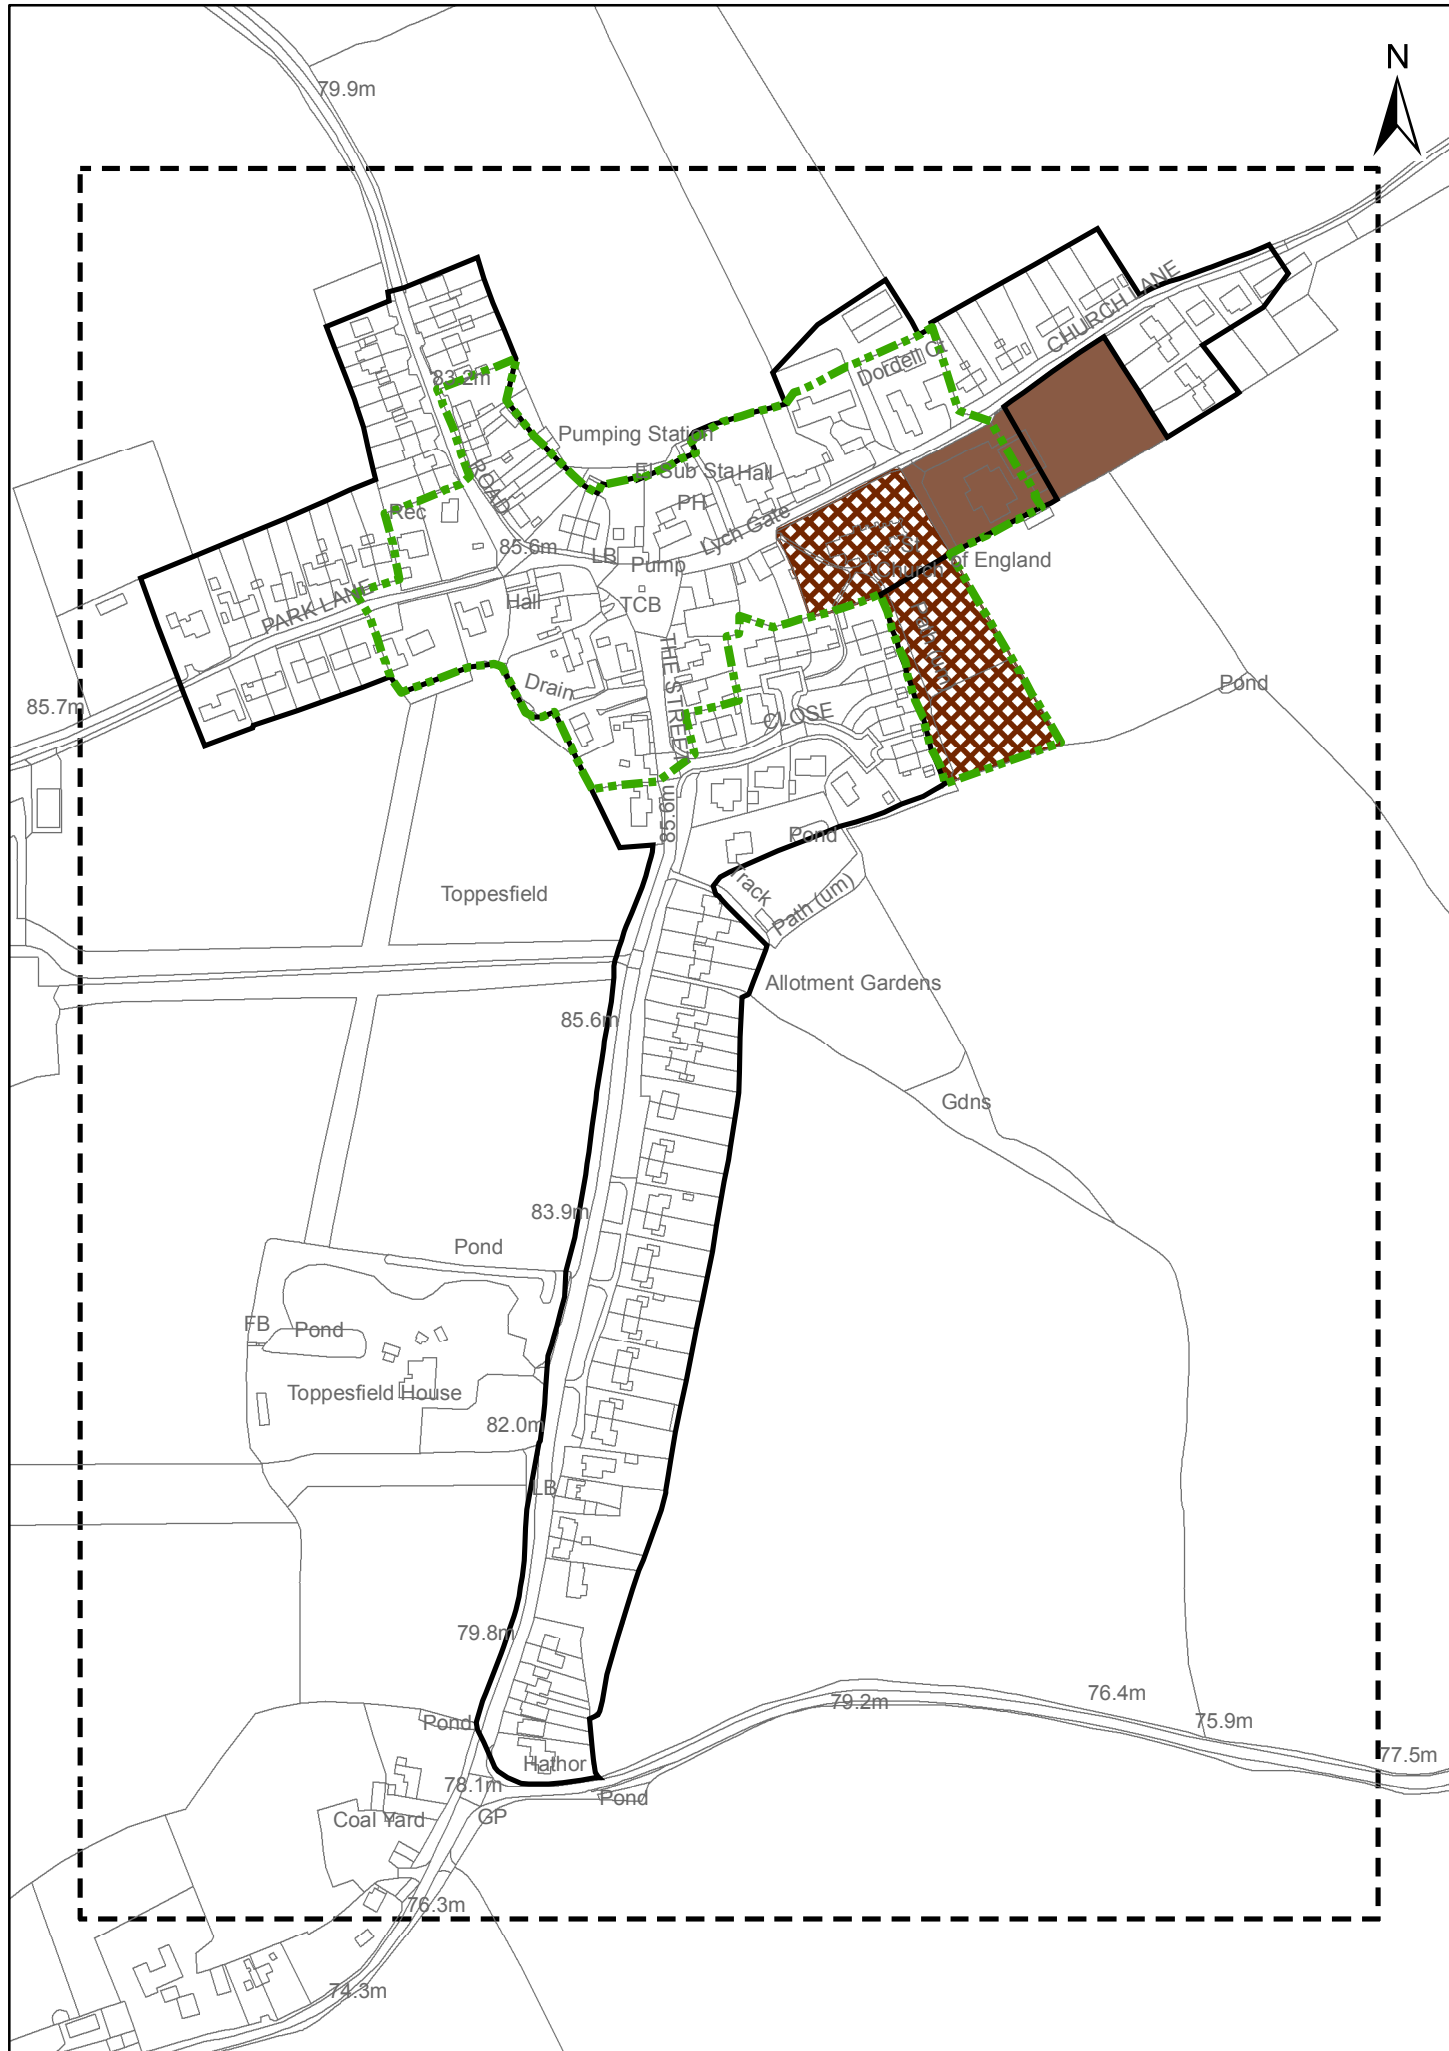 N
79.9m
CHURCH LANE
Dordell Ct
83.2m
Pumping Station
El Sub Sta
Hall
ROAD
PH
Rec
Lych Gate
85.6m
LB
Pump
St
Church of England
PARK LANE
Hall
TCB
Path (um)
THE STREET
Drain
Pond
85.7m
CLOSE
85.6m
Pond
Track
Path (um)
Toppesfield
Allotment Gardens
85.6m
Gdns
83.9m
Pond
FB
Pond
Toppesfield House
82.0m
LB
79.8m
76.4m
79.2m
75.9m
Pond
77.5m
Hathor
78.1m
Pond
GP
Coal Yard
76.3m
74.3m